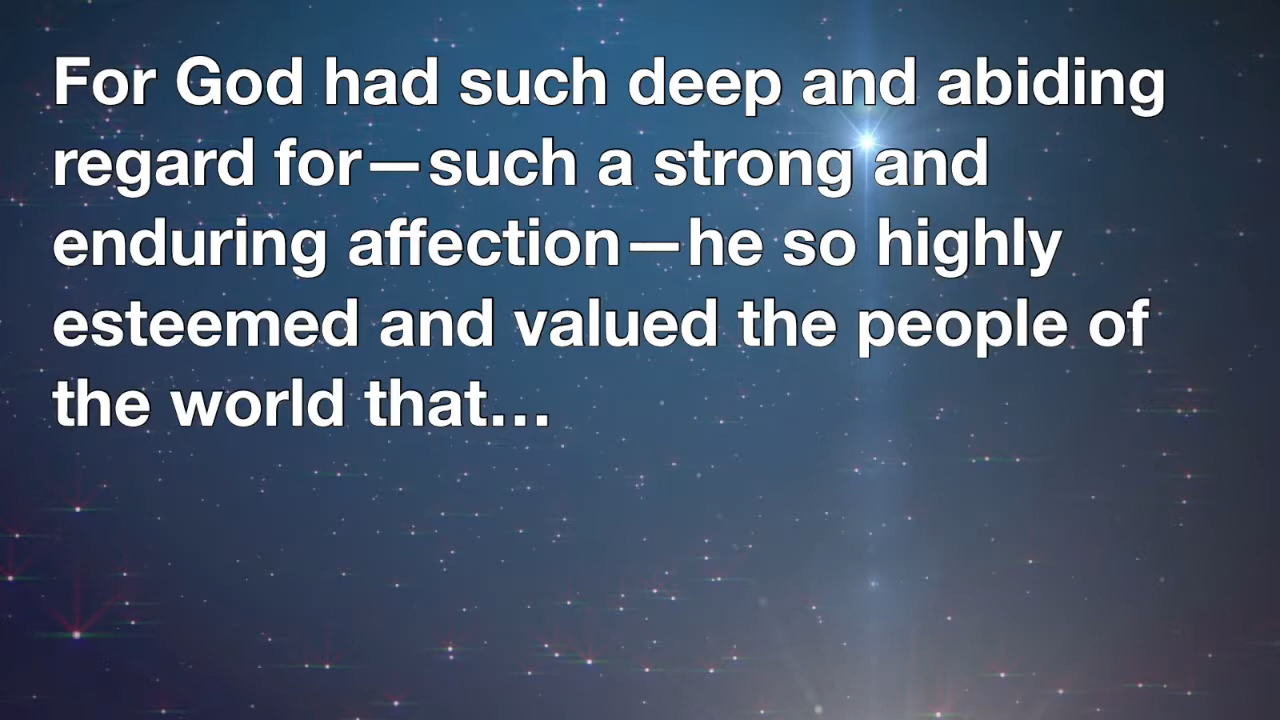 For God had such deep and abiding
regard for—such a strong and
enduring affection—he so highly
esteemed and valued the people of
the world that…